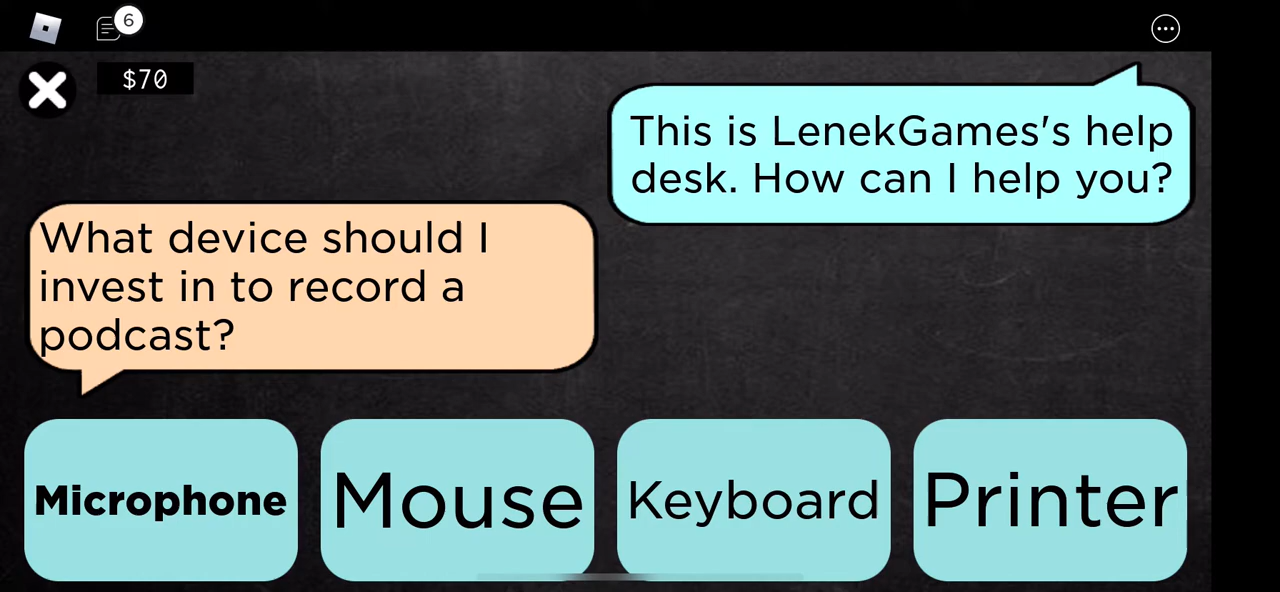 6
$70
This is LenekGames's help
desk. How can I help you?
What device should I
invest in to record a
podcast?
Microphone
Mouse
Keyboard
Printer